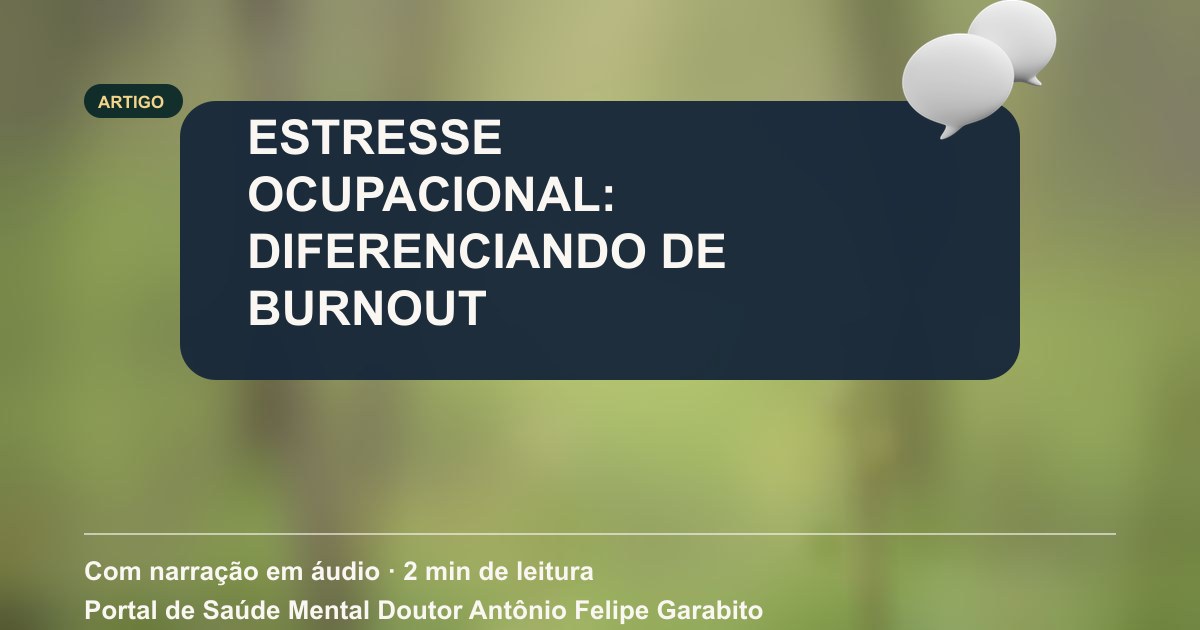 ARTIGO
ESTRESSE
OCUPACIONAL:
DIFERENCIANDO DE
BURNOUT
Com narração em áudio · 2 min de leitura
Portal de Saúde Mental Doutor Antônio Felipe Garabito